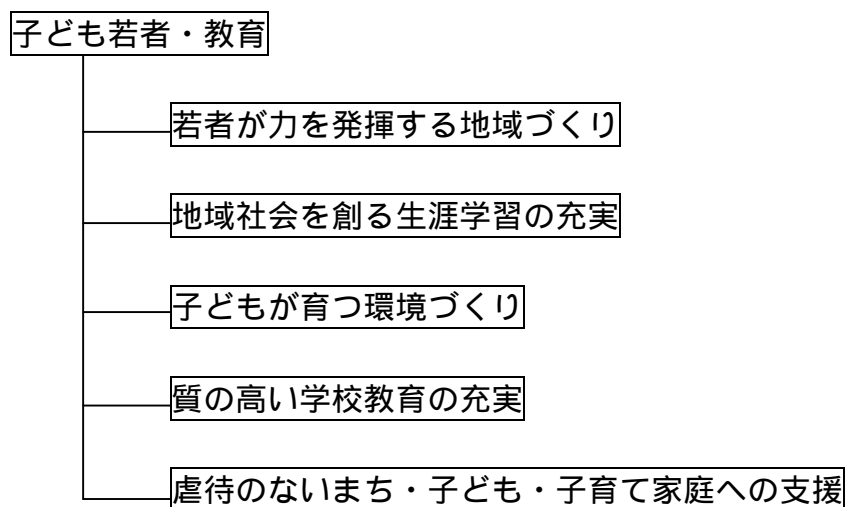 子ども若者・教育
若者が力を発揮する地域づくり
地域社会を創る生涯学習の充実
子どもが育つ環境づくり
質の高い学校教育の充実
虐待のないまち・子ども・子育て家庭への支援